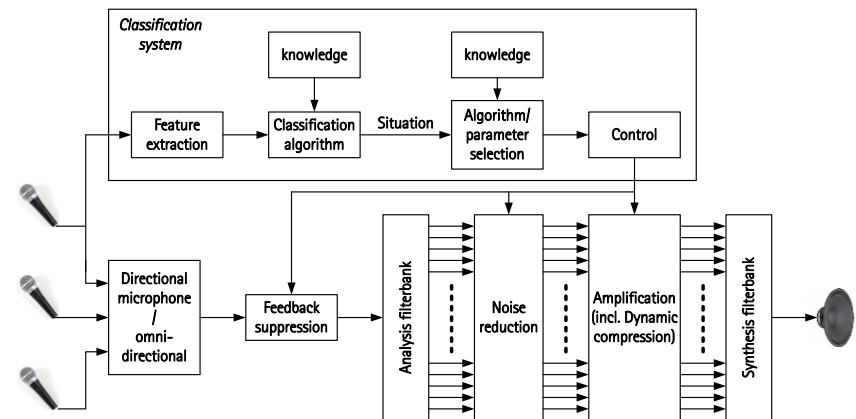 Classification
system
knowledge
knowledge
Feature
extraction
Classification
algorithm
Situation
Algorithm/
parameter
selection
Control
Directional
microphone
/
omni-
directional
Feedback
suppression
Analysis filterbank
Noise
reduction
Amplification
(incl. Dynamic
compression)
Synthesis filterbank